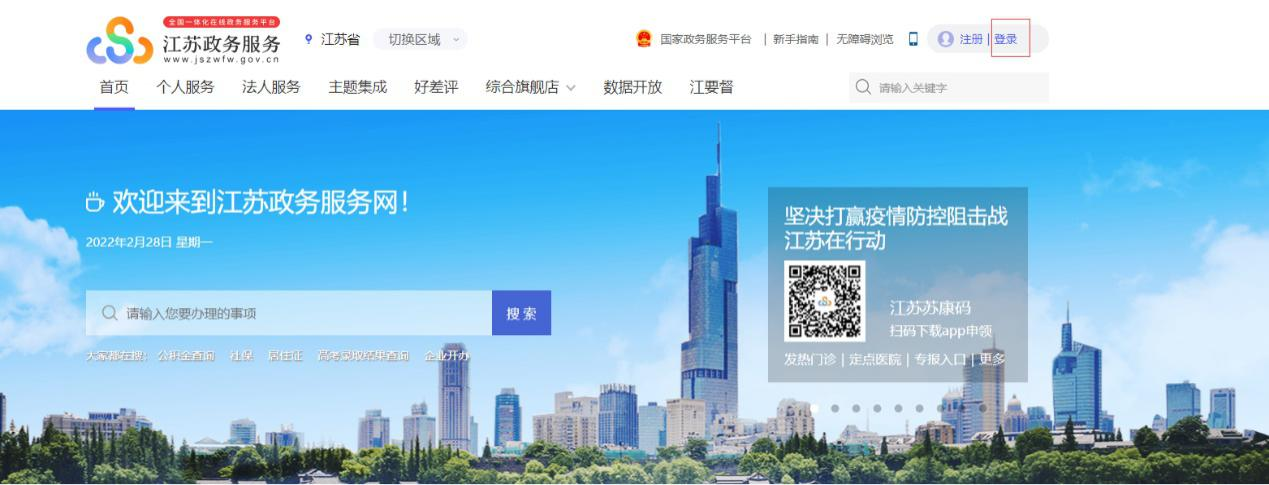 全国一体化在线政务服务平台
江苏政务服务
www.jszwfw.gov.cn
江苏省 切换区域
国家政务服务平台 | 新手指南 | 无障碍浏览 注册 | 登录
首页 个人服务 法人服务 主题集成 好差评 综合旗舰店 数据开放 江要督
请输入关键字
欢迎来到江苏政务服务网！
2022年2月28日 星期一
请输入您要办理的事项 搜索
大家都在搜： 公积金查询 社保 居住证 高考录取结果查询 企业开办
坚决打赢疫情防控阻击战
江苏在行动
江苏苏康码
扫码下载app申领
发热门诊 | 定点医院 | 专报入口 | 更多